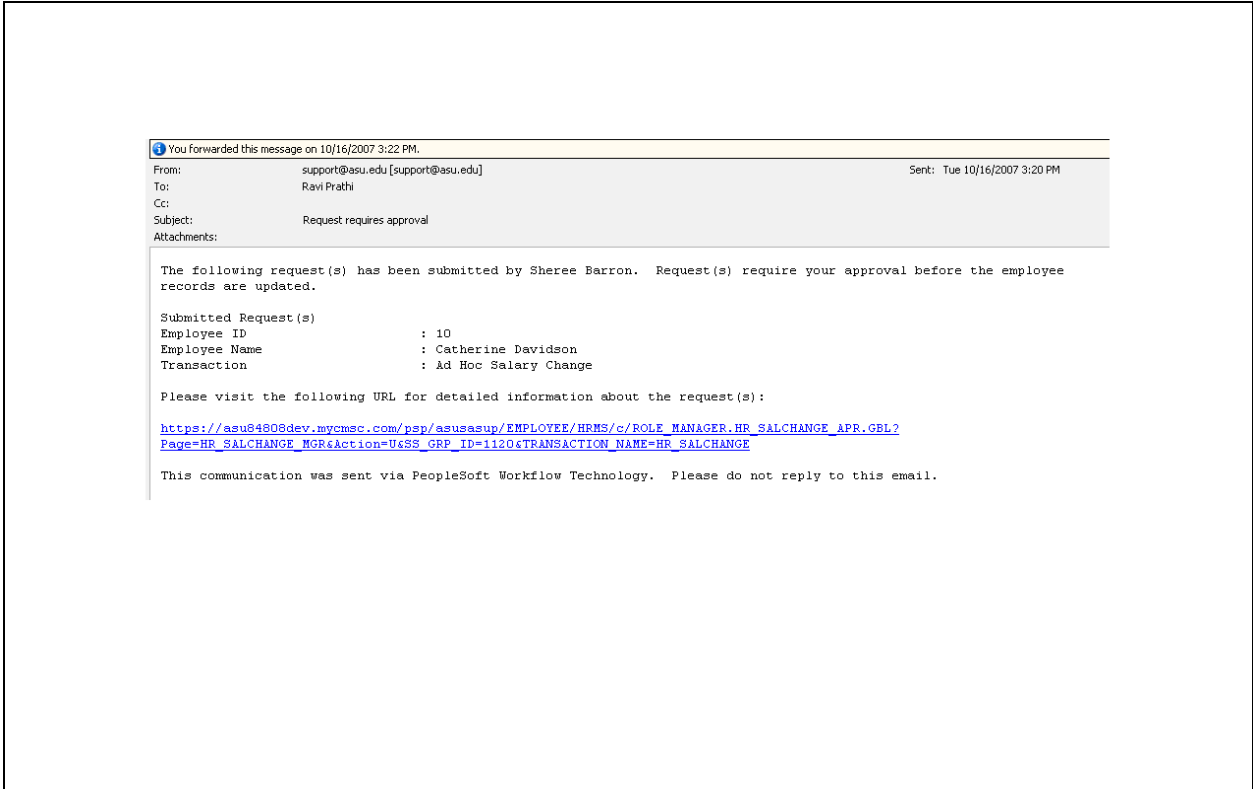 You forwarded this message on 10/16/2007 3:22 PM.
From: support@asu.edu [support@asu.edu] Sent: Tue 10/16/2007 3:20 PM
To: Ravi Prathi
Cc:
Subject: Request requires approval
Attachments:
The following request(s) has been submitted by Sheree Barron. Request(s) require your approval before the employee
records are updated.
Submitted Request(s)
Employee ID : 10
Employee Name : Catherine Davidson
Transaction : Ad Hoc Salary Change
Please visit the following URL for detailed information about the request(s):
https://asu84808dev.mycmsc.com/psp/asusasup/EMPLOYEE/HRMS/c/ROLE_MANAGER.HR_SALCHANGE_APR.GBL?
Page=HR_SALCHANGE_MGR&Action=U&SS_GRP_ID=1120&TRANSACTION_NAME=HR_SALCHANGE
This communication was sent via PeopleSoft Workflow Technology. Please do not reply to this email.